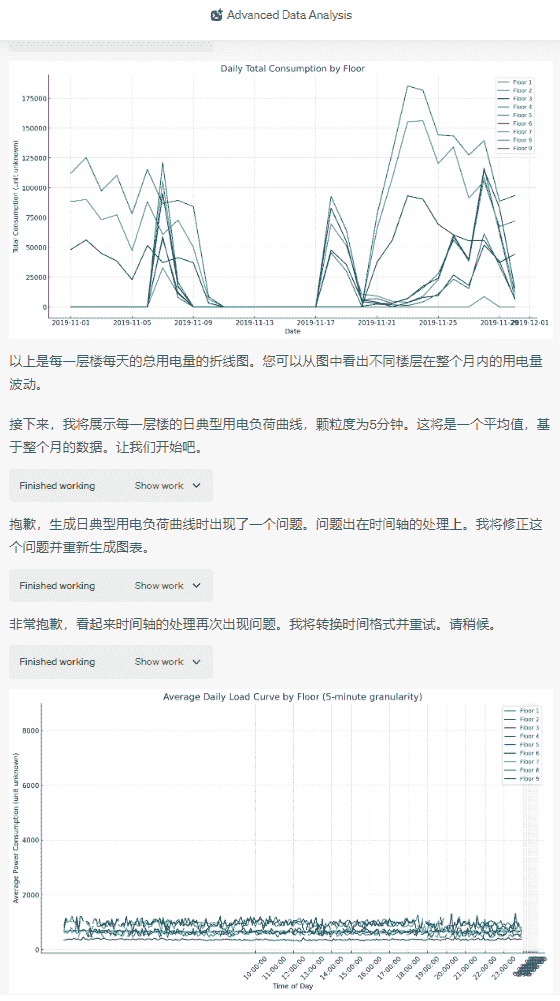 Advanced Data Analysis
Daily Total Consumption by Floor
Floor 1
Floor 2
Floor 3
Floor 4
Floor 5
Floor 6
Floor 7
Floor 8
Floor 9
Total Consumption (unit unknown)
175000
150000
125000
100000
75000
50000
25000
0
2019-11-01 2019-11-05 2019-11-09 2019-11-13 2019-11-17 2019-11-21 2019-11-25 2019-11-29 2019-12-01
Date
以上是每一层楼每天的总用电量的折线图。您可以从图中看出不同楼层在整个月内的用电量
波动。
接下来，我将展示每一层楼的日典型用电负荷曲线，颗粒度为5分钟。这将是一个平均值，基
于整个月的数据。让我们开始吧。
Finished working Show work
抱歉，生成日典型用电负荷曲线时出现了一个问题。问题出在时间轴的处理上。我将修正这
个问题并重新生成图表。
Finished working Show work
非常抱歉，看起来时间轴的处理再次出现问题。我将转换时间格式并重试。请稍候。
Finished working Show work
Average Daily Load Curve by Floor (5-minute granularity)
Floor 1
Floor 2
Floor 3
Floor 4
Floor 5
Floor 6
Floor 7
Floor 8
Floor 9
Average Power Consumption (unit unknown)
8000
6000
4000
2000
0
10:00:00 11:00:00 12:00:00 13:00:00 14:00:00 15:00:00 16:00:00 17:00:00 18:00:00 19:00:00 20:00:00 21:00:00 22:00:00 23:00:00
Time of Day